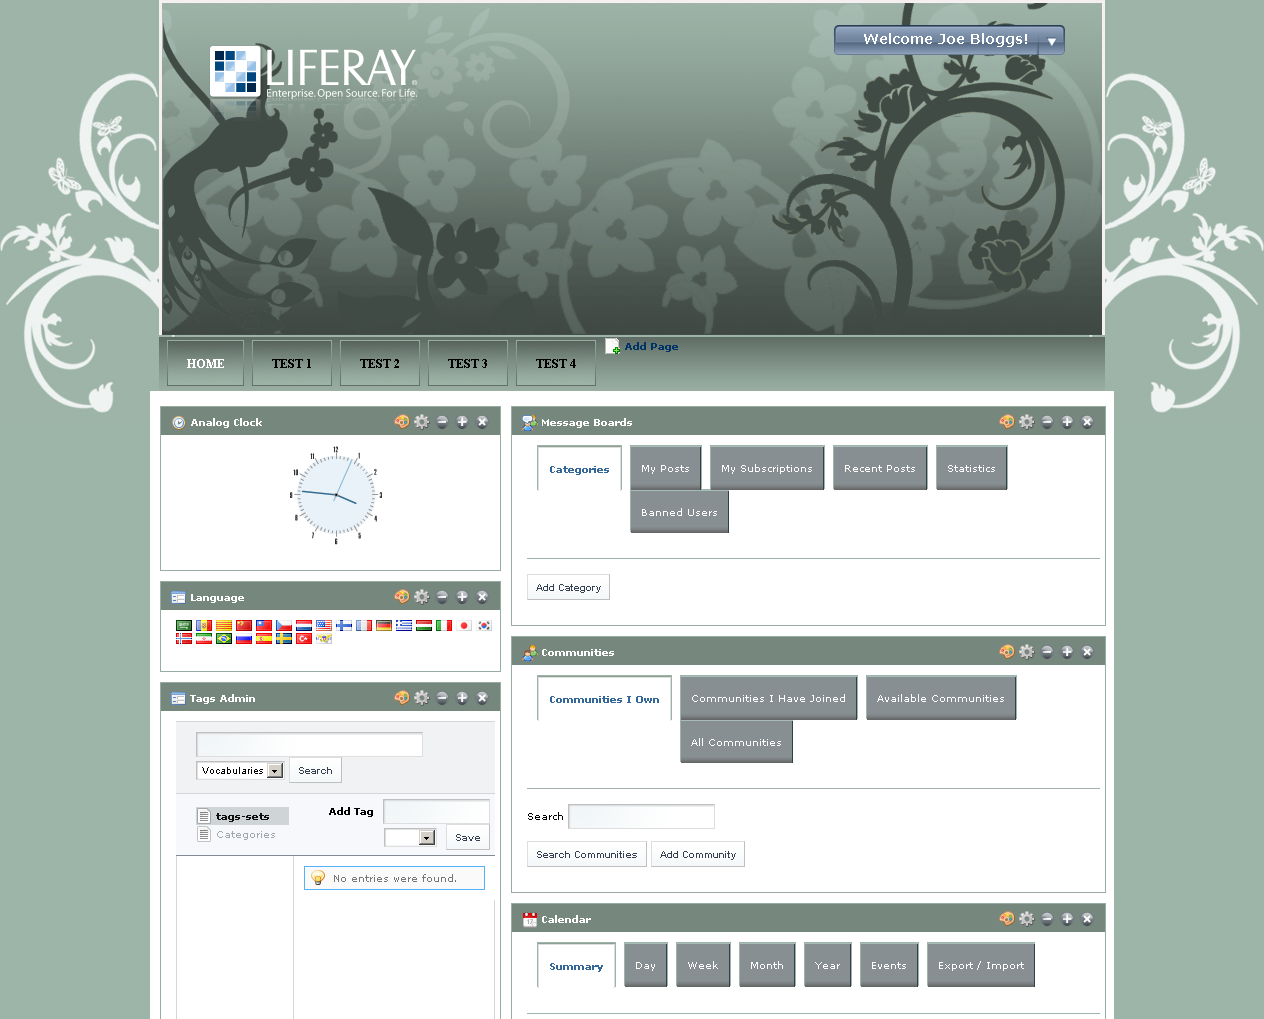 LIFERAY
Enterprise. Open Source. For Life.
Welcome Joe Bloggs!
HOME TEST 1 TEST 2 TEST 3 TEST 4 Add Page
Analog Clock
12
1
2
3
4
5
6
7
8
9
10
11
Language
Tags Admin
Vocabularies Search
tags-sets
Categories
Add Tag
Save
No entries were found.
Message Boards
Categories My Posts My Subscriptions Recent Posts Statistics
Banned Users
Add Category
Communities
Communities I Own Communities I Have Joined Available Communities
All Communities
Search
Search Communities Add Community
Calendar
Summary Day Week Month Year Events Export / Import